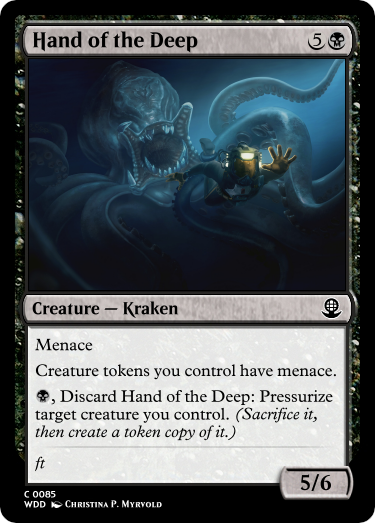 Hand of the Deep 5
Creature — Kraken
Menace
Creature tokens you control have menace.
, Discard Hand of the Deep: Pressurize
target creature you control. (Sacrifice it,
then create a token copy of it.)
ft
5/6
C 0085
WDD Christina P. Myrvold